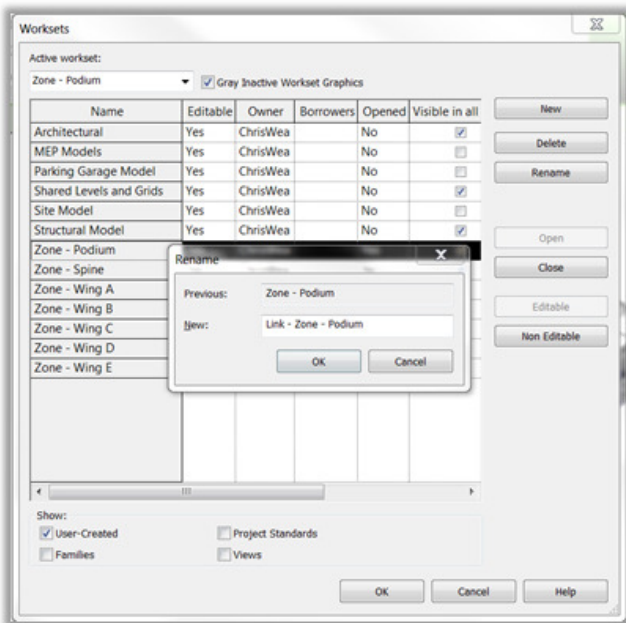 Worksets
Active workset:
Zone - Podium Gray Inactive Workset Graphics
Name Editable Owner Borrowers Opened Visible in all New
Architectural Yes ChrisWea No
Delete
MEP Models Yes ChrisWea No
Parking Garage Model Yes ChrisWea No Rename
Shared Levels and Grids Yes ChrisWea No
Site Model Yes ChrisWea No
Structural Model Yes ChrisWea No Open
Zone - Podium
Rename X
Zone - Spine Close
Zone - Wing A Previous: Zone - Podium
Zone - Wing B Editable
Zone - Wing C New: Link - Zone - Podium Non Editable
Zone - Wing D OK Cancel
Zone - Wing E
Show:
User-Created Project Standards
Families Views
OK Cancel Help